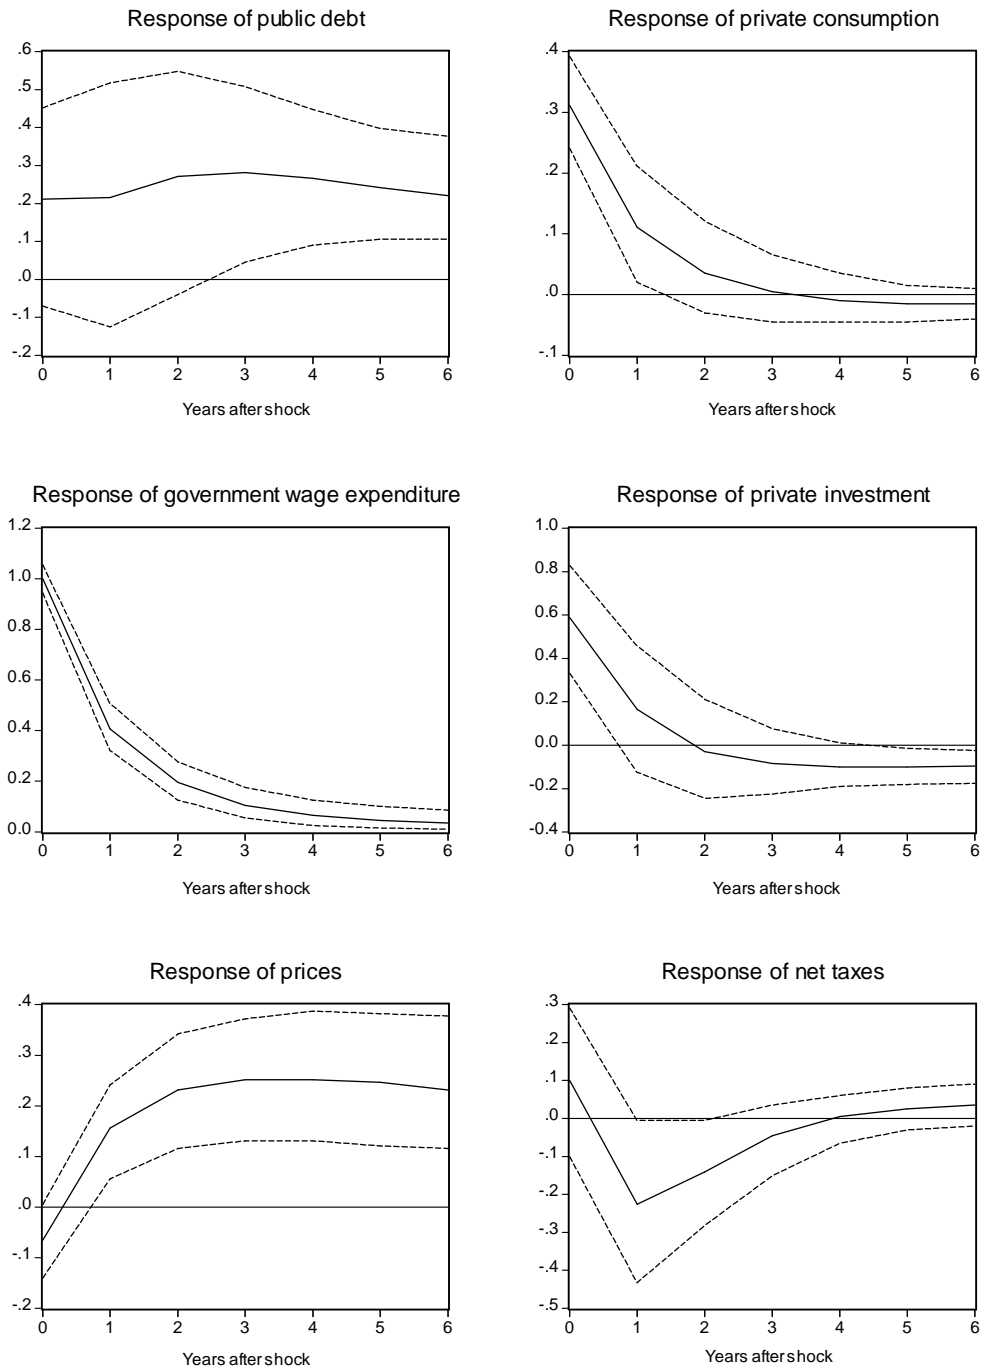 Response of public debt
.6
.5
.4
.3
.2
.1
.0
-.1
-.2
0 1 2 3 4 5 6
Years after shock
Response of private consumption
.4
.3
.2
.1
.0
-.1
0 1 2 3 4 5 6
Years after shock
Response of government wage expenditure
1.2
1.0
0.8
0.6
0.4
0.2
0.0
0 1 2 3 4 5 6
Years after shock
Response of private investment
1.0
0.8
0.6
0.4
0.2
0.0
-0.2
-0.4
0 1 2 3 4 5 6
Years after shock
Response of prices
.4
.3
.2
.1
.0
-.1
-.2
0 1 2 3 4 5 6
Years after shock
Response of net taxes
.3
.2
.1
.0
-.1
-.2
-.3
-.4
-.5
0 1 2 3 4 5 6
Years after shock